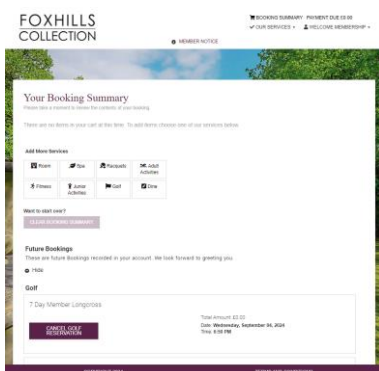 FOXHILLS
COLLECTION
BOOKING SUMMARY PAYMENT DUE £0.00
OUR SERVICES WELCOME MEMBERSHIP
MEMBER NOTICE
Your Booking Summary
Please take a moment to review the contents of your booking.
There are no items in your cart at this time. To add items choose one of our services below.
Add More Services
Room Spa Racquets Adult Activities
Fitness Junior Activities Golf Dine
Want to start over?
CLEAR BOOKING SUMMARY
Future Bookings
These are future Bookings recorded in your account. We look forward to greeting you.
Hide
Golf
7 Day Member Longcross
CANCEL GOLF
RESERVATION
Total Amount: £0.00
Date: Wednesday, September 04, 2024